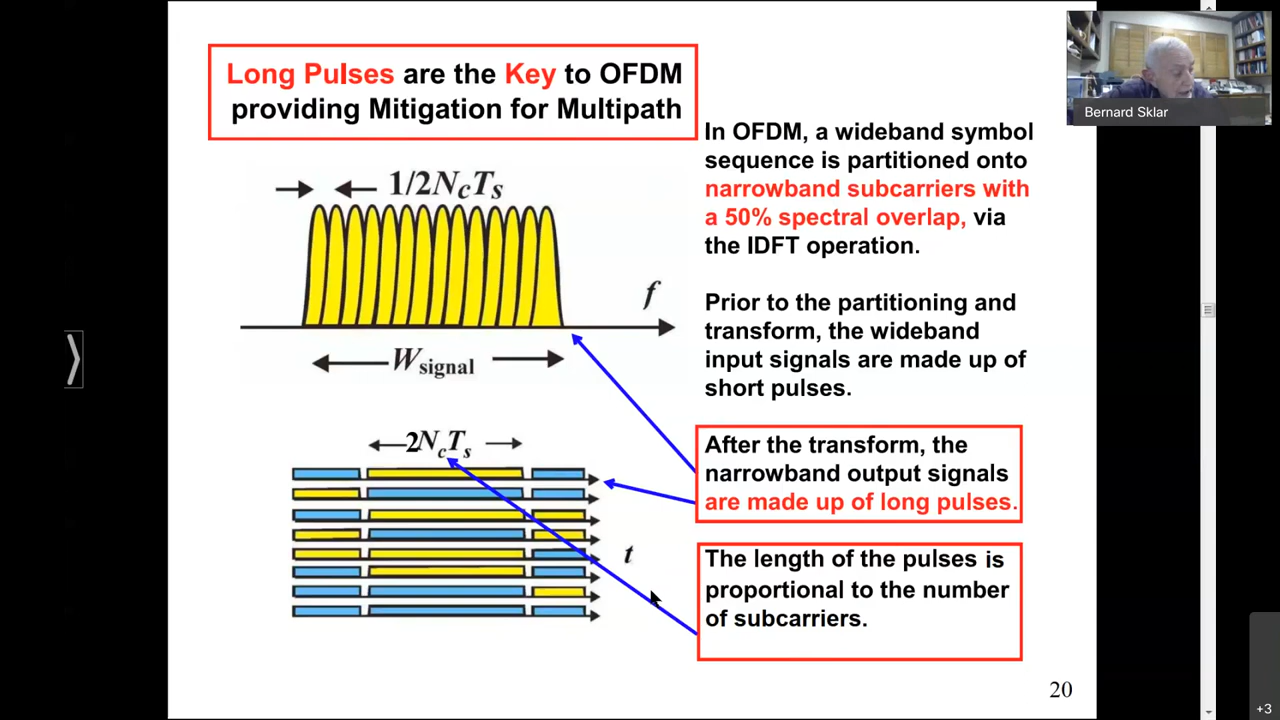 Long Pulses are the Key to OFDM
providing Mitigation for Multipath
Bernard Sklar
In OFDM, a wideband symbol
sequence is partitioned onto
narrowband subcarriers with
a 50% spectral overlap, via
the IDFT operation.
1/2NcTs
f
Wsignal
Prior to the partitioning and
transform, the wideband
input signals are made up of
short pulses.
2NcTs
t
After the transform, the
narrowband output signals
are made up of long pulses.
The length of the pulses is
proportional to the number
of subcarriers.
20
+3